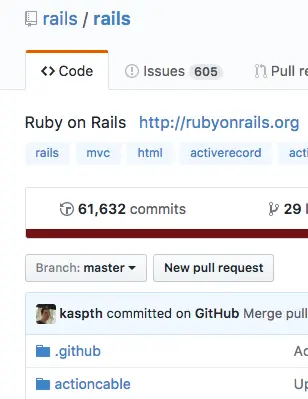 rails / rails
Code
Issues 605
Pull re
Ruby on Rails http://rubyonrails.org
rails mvc html activerecord acti
61,632 commits 29
Branch: master New pull request
kaspth committed on GitHub Merge pull
.github Ad
actioncable Up